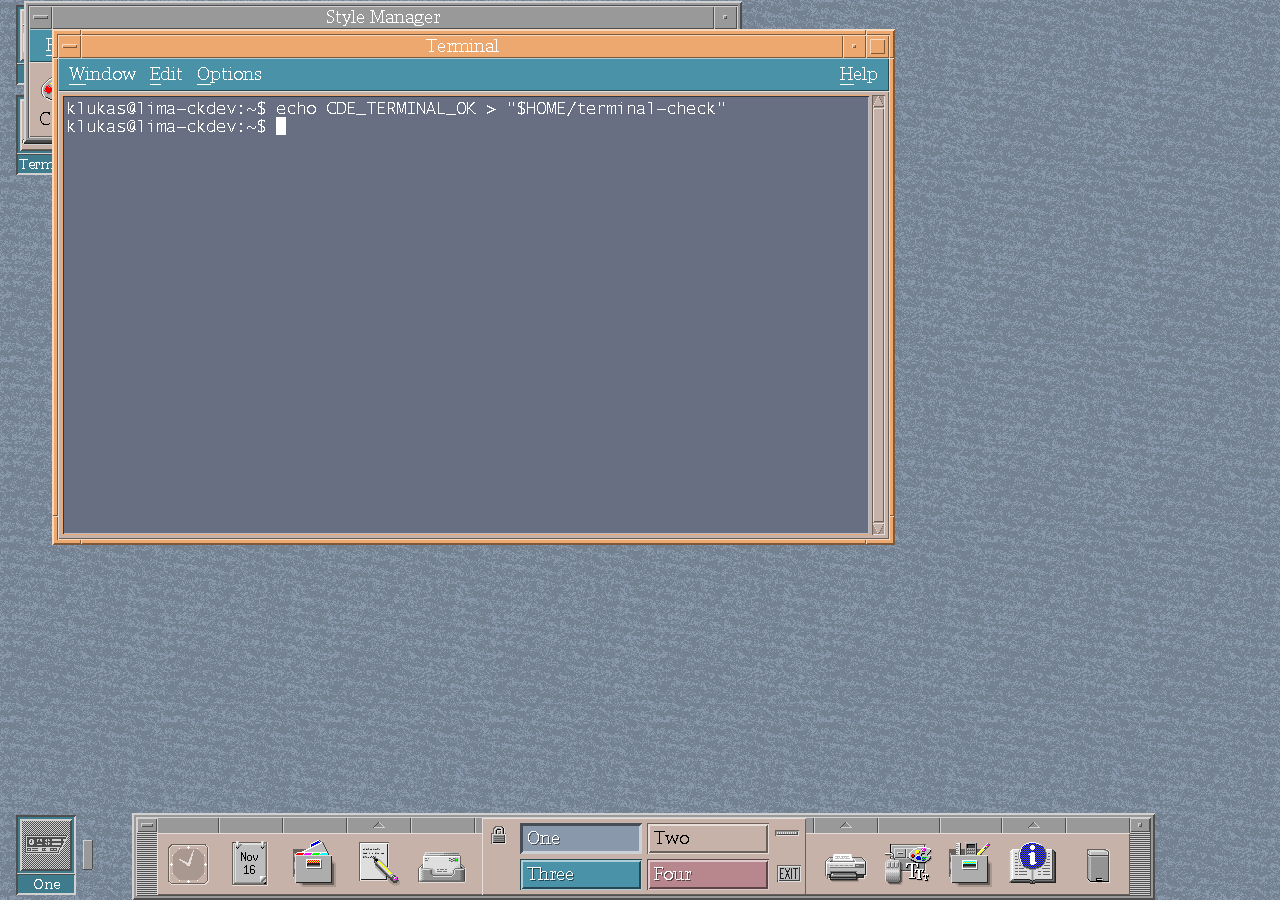 Style Manager
Terminal
Window Edit Options Help
klukas@lima-ckdev:~$ echo CDE_TERMINAL_OK > "$HOME/terminal-check"
klukas@lima-ckdev:~$
C
Term
One Two
Nov
16
Three Four EXIT
One